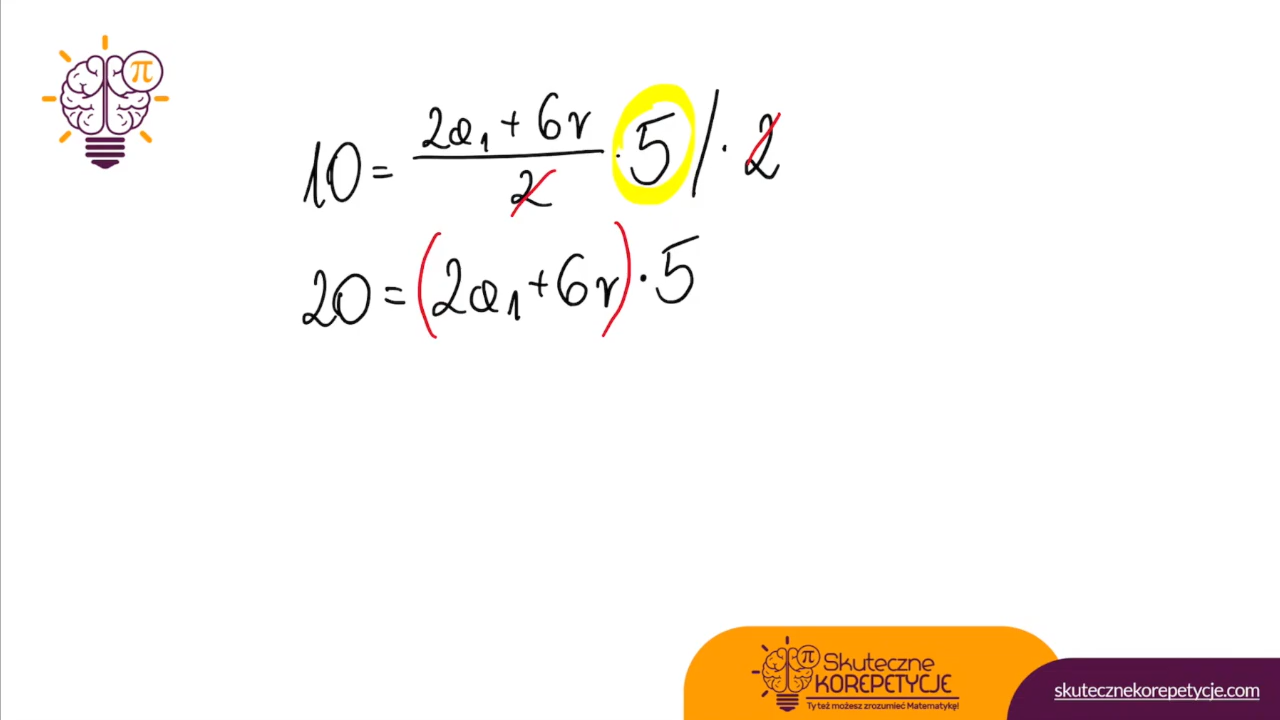 π
10 = (2a₁ + 6r)/2 · 5 / · 2
20 = (2a₁ + 6r) · 5
π
Skuteczne
KOREPETYCJE
Ty też możesz zrozumieć Matematykę!
skutecznekorepetycje.com